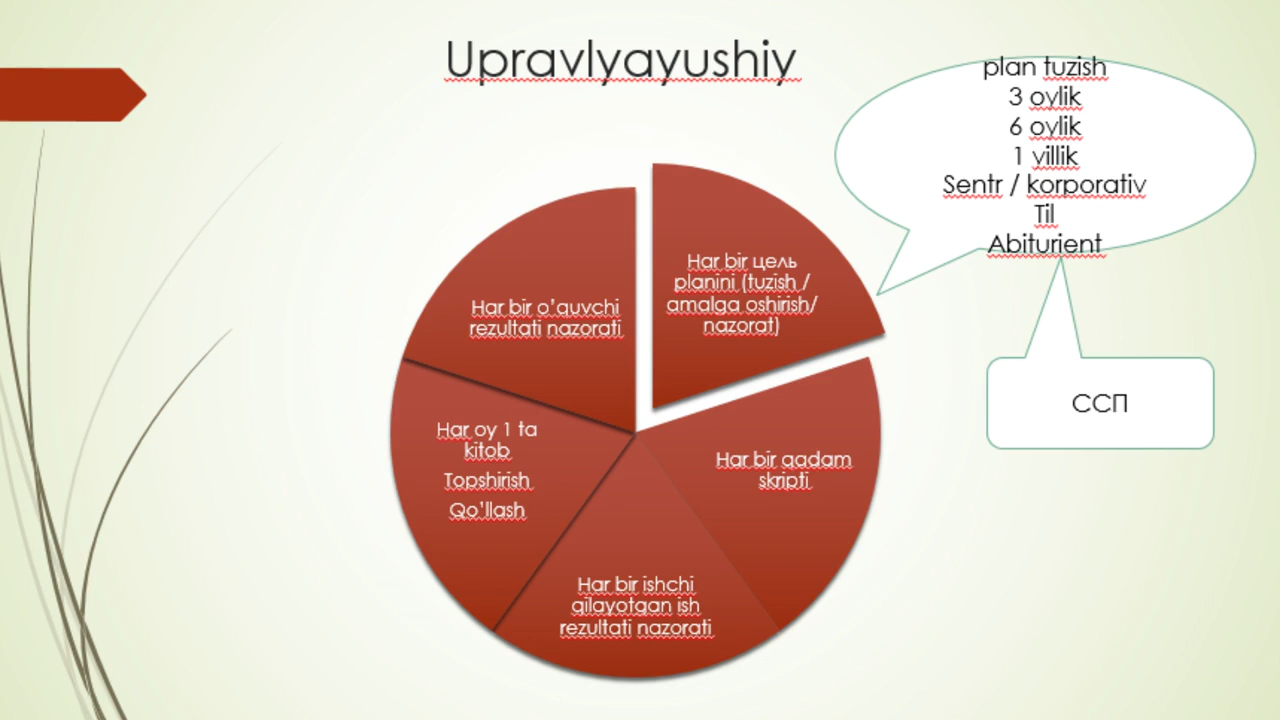 Upravlyayushiy
plan tuzish
3 oylik
6 oylik
1 yillik
Sentr / korporativ
Til
Abiturient
ССП
Har bir цель
planini (tuzish /
amalga oshirish/
nazorat)
Har bir qadam
skripti
Har bir ishchi
qilayotgan ish
rezultati nazorati
Har oy 1 ta
kitob
Topshirish
Qo’llash
Har bir o’quvchi
rezultati nazorati